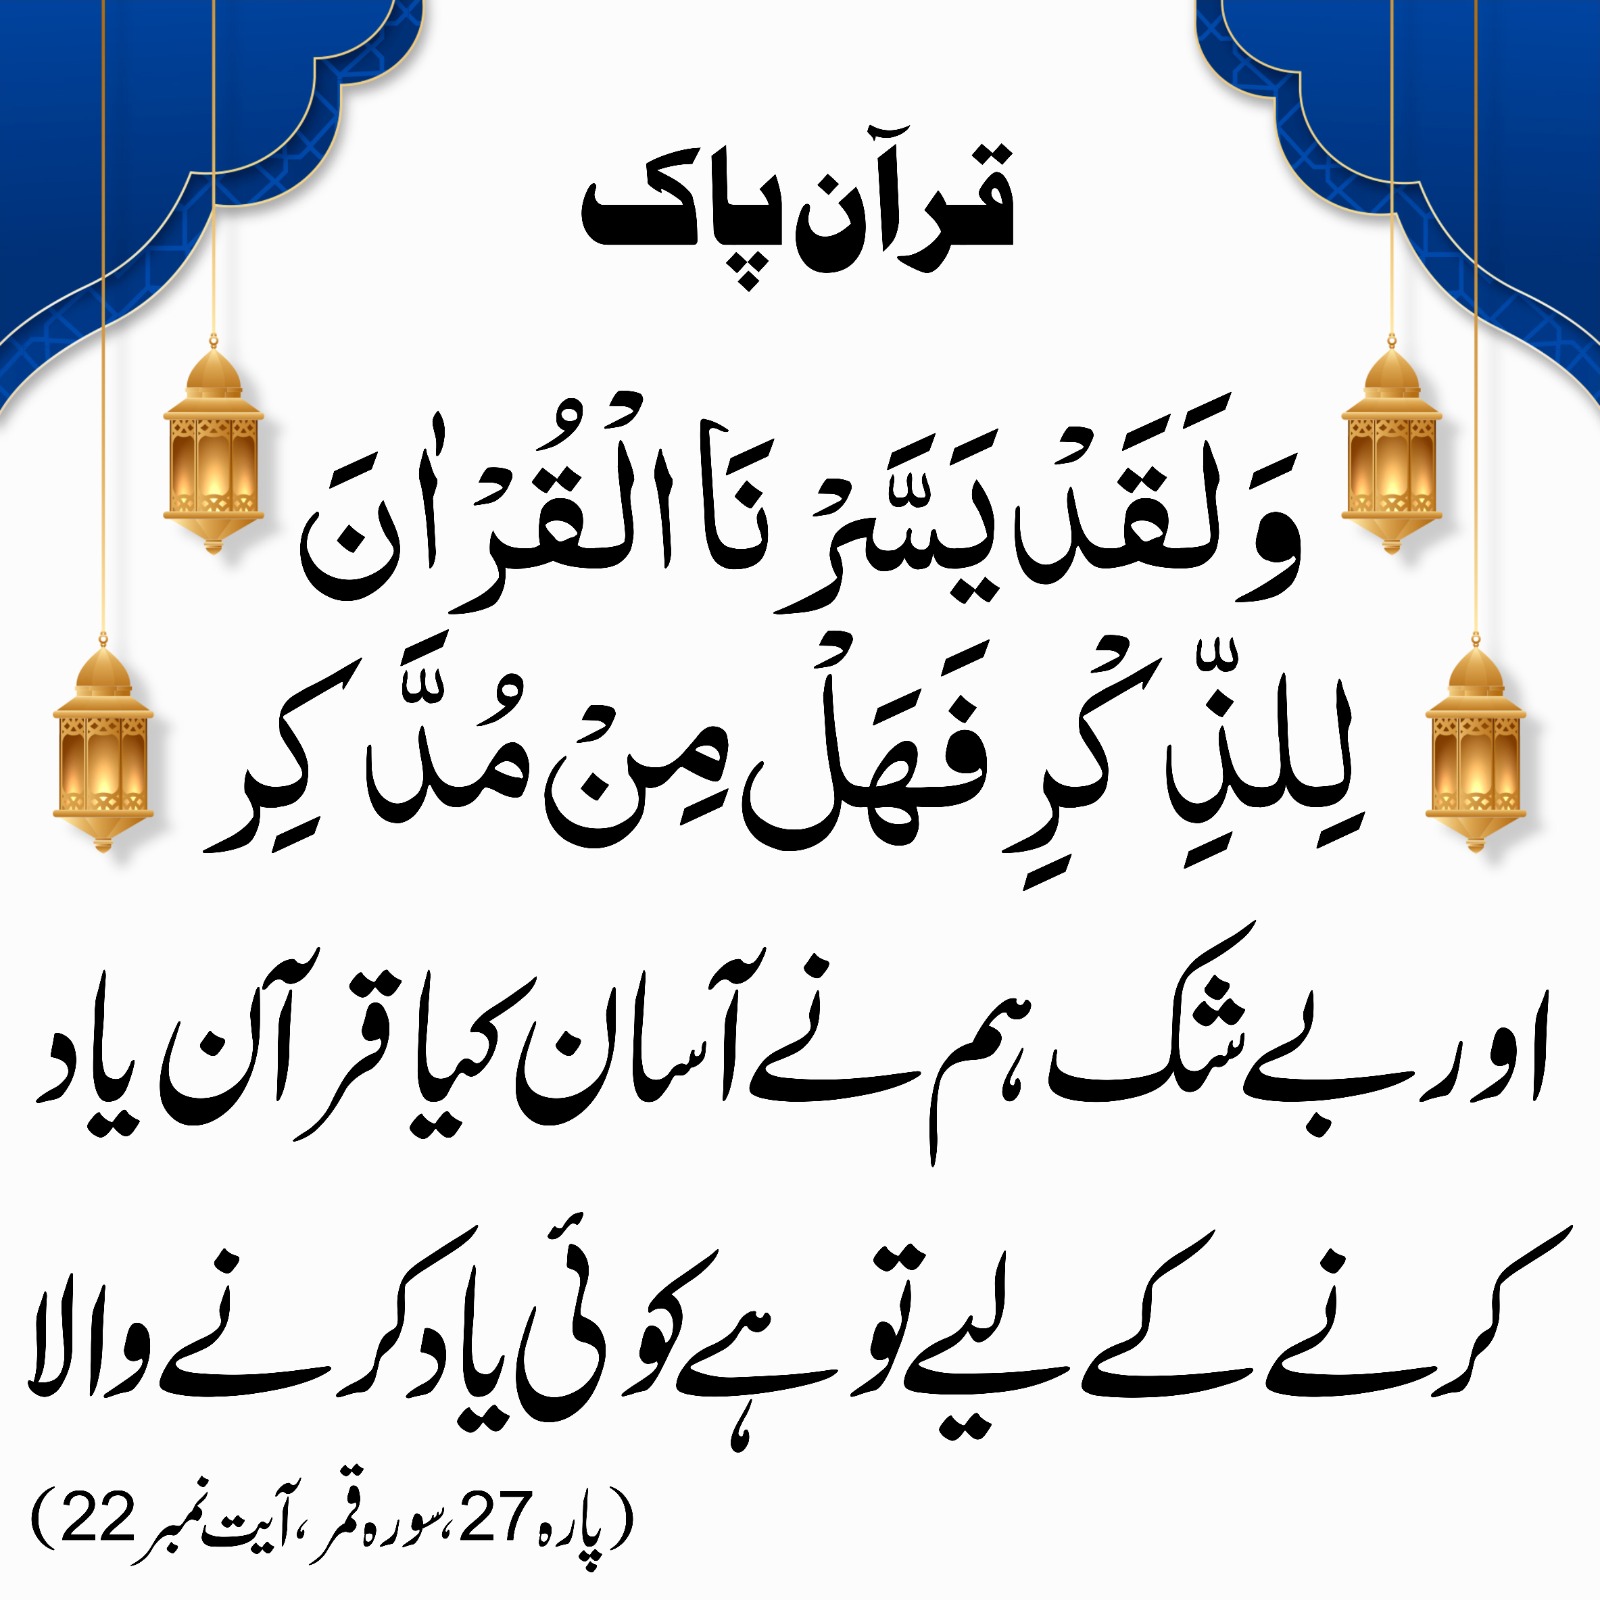 قرآن پاک
وَلَقَدْ يَسَّرْنَا الْقُرْاٰنَ
لِلذِّكْرِ فَهَلْ مِنْ مُدَّكِرِ
اور بے شک ہم نے آسان کیا قرآن یاد
کرنے کے لیے تو ہے کوئی یاد کرنے والا
(پارہ 27، سورہ قمر، آیت نمبر 22)